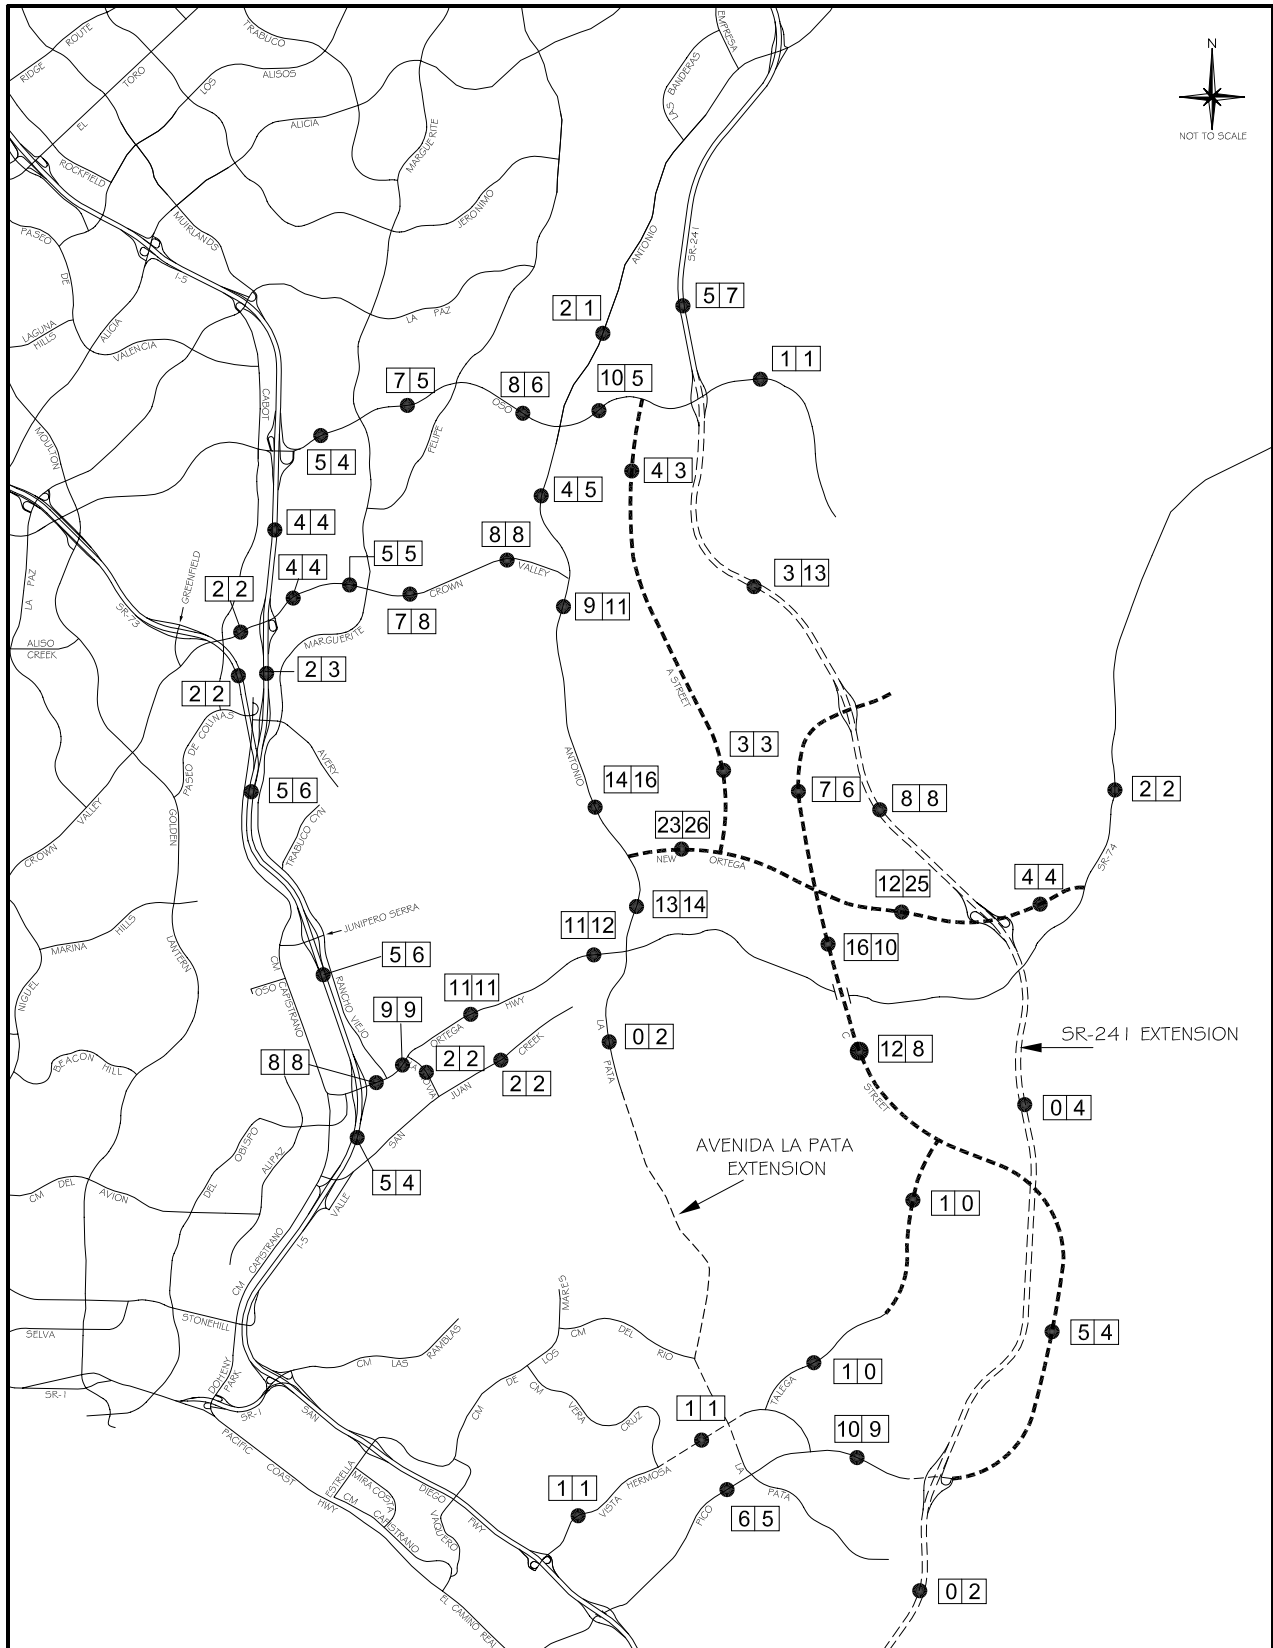 TRABUCO
EMPRESA
RIDGE ROUTE
LAS BANDERAS
N
NOT TO SCALE
EL TORO
LOS ALISOS
ALICIA
MARGUERITE
ROCKFIELD
JERONIMO
MUIRLANDS
PASEO DE VALENCIA
I-5
ANTONIO
SR-241
2 1
5 7
LA PAZ
LAGUNA HILLS
ALICIA
1 1
7 5
8 6
10 5
OSO
CABOT
MOULTON
FELIPE
5 4
4 3
4 5
4 4
8 8
5 5
4 4
VALLEY
CROWN
GREENFIELD
LA PAZ
2 2
3 13
9 11
7 8
SR-73
ALISO CREEK
MARGUERITE
2 3
2 2
A STREET
PASEO DE COLINAS
3 3
AVERY
ANTONIO
14 16
5 6
7 6
8 8
2 2
TRABUCO CYN
GOLDEN LANTERN
CROWN VALLEY
23 26
NEW ORTEGA
SR-74
12 25
4 4
13 14
JUNIPERO SERRA
MARINA HILLS
11 12
16 10
5 6
CM CAPISTRANO
OSO
RANCHO VIEJO
NIGUEL
11 11
ORTEGA HWY
9 9
LA PATA
0 2
C STREET
12 8
SR-241 EXTENSION
BEACON HILL
8 8
2 2
CREEK
2 2
JUAN
SAN
0 4
5 4
AVENIDA LA PATA
EXTENSION
DEL OBISPO
ALIPAZ
CM DEL AVION
VALLE
1 0
CM CAPISTRANO
I-5
MARES
STONEHILL
SELVA
5 4
CM LAS RAMBLAS
CM DEL RIO
LOS
DE
CM
1 0
DOHENY PARK
SR-1
SR-1
TALEGA
CM VERA CRUZ
1 1
SAN DIEGO FWY
10 9
PACIFIC COAST HWY
ESTRELLA
MIRA COSTA
CM CAPISTRANO
VAQUERO
1 1
VISTA HERMOSA
LA PATA
PICO
6 5
EL CAMINO REAL
0 2